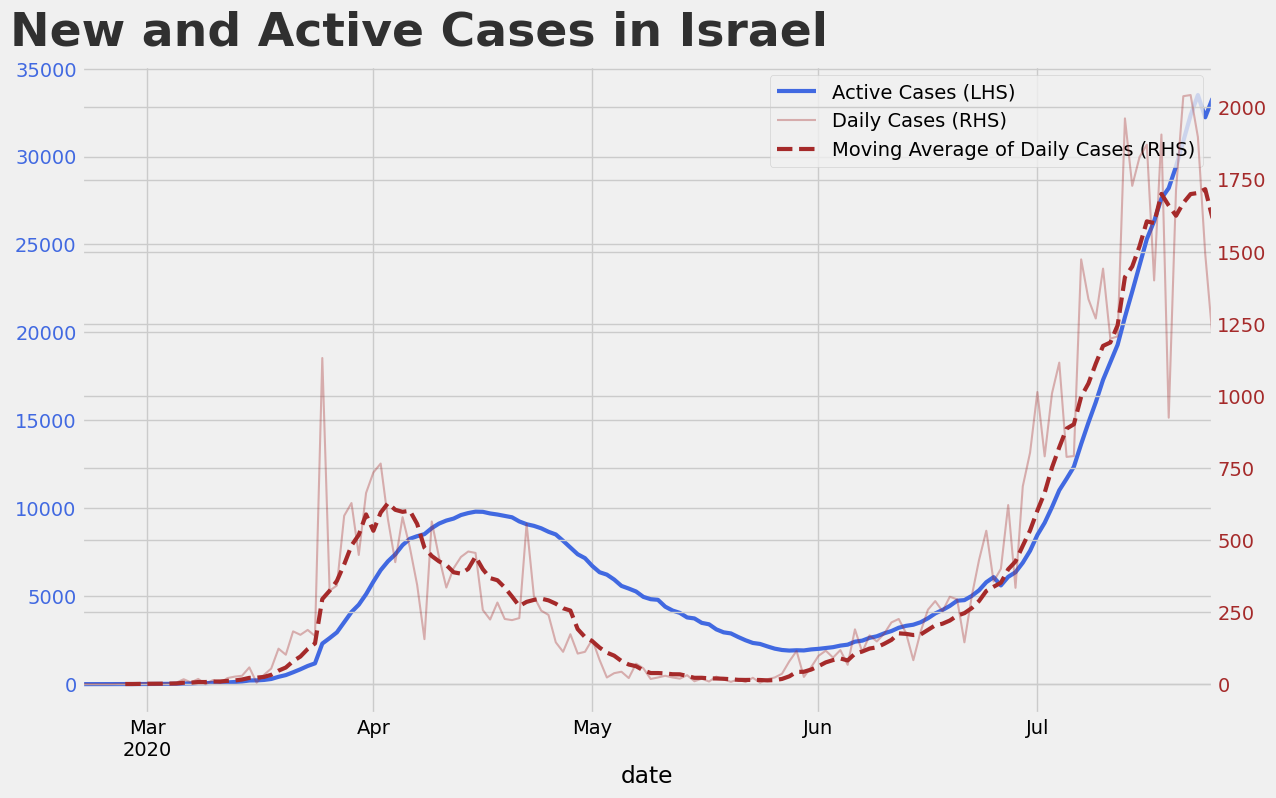 New and Active Cases in Israel
35000
30000
25000
20000
15000
10000
5000
0
Active Cases (LHS)
Daily Cases (RHS)
Moving Average of Daily Cases (RHS)
2000
1750
1500
1250
1000
750
500
250
0
Mar
2020
Apr
May
Jun
Jul
date